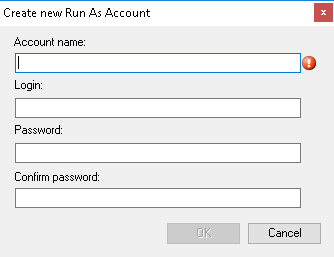 Create new Run As Account
x
Account name:
Login:
Password:
Confirm password:
OK Cancel